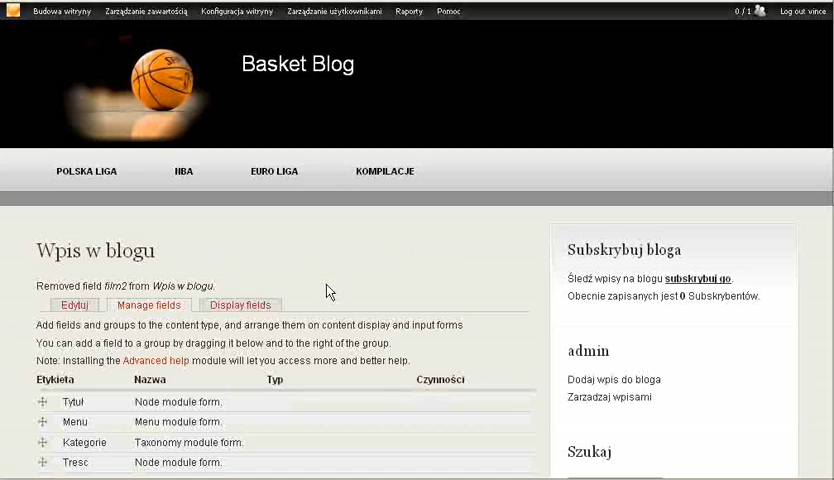 Budowa witryny Zarządzanie zawartością Konfiguracja witryny Zarządzanie użytkownikami Raporty Pomoc 0 / 1 Log out vince
Basket Blog
POLSKA LIGA NBA EURO LIGA KOMPILACJE
Wpis w blogu
Removed field film2 from Wpis w blogu.
Edytuj Manage fields Display fields
Add fields and groups to the content type, and arrange them on content display and input forms
You can add a field to a group by dragging it below and to the right of the group.
Note: Installing the Advanced help module will let you access more and better help.
Etykieta Nazwa Typ Czynności
Tytuł Node module form.
Menu Menu module form.
Kategorie Taxonomy module form.
Tresc Node module form.
Subskrybuj bloga
Śledź wpisy na blogu subskrybuj go.
Obecnie zapisanych jest 0 Subskrybentów.
admin
Dodaj wpis do bloga
Zarzadzaj wpisami
Szukaj